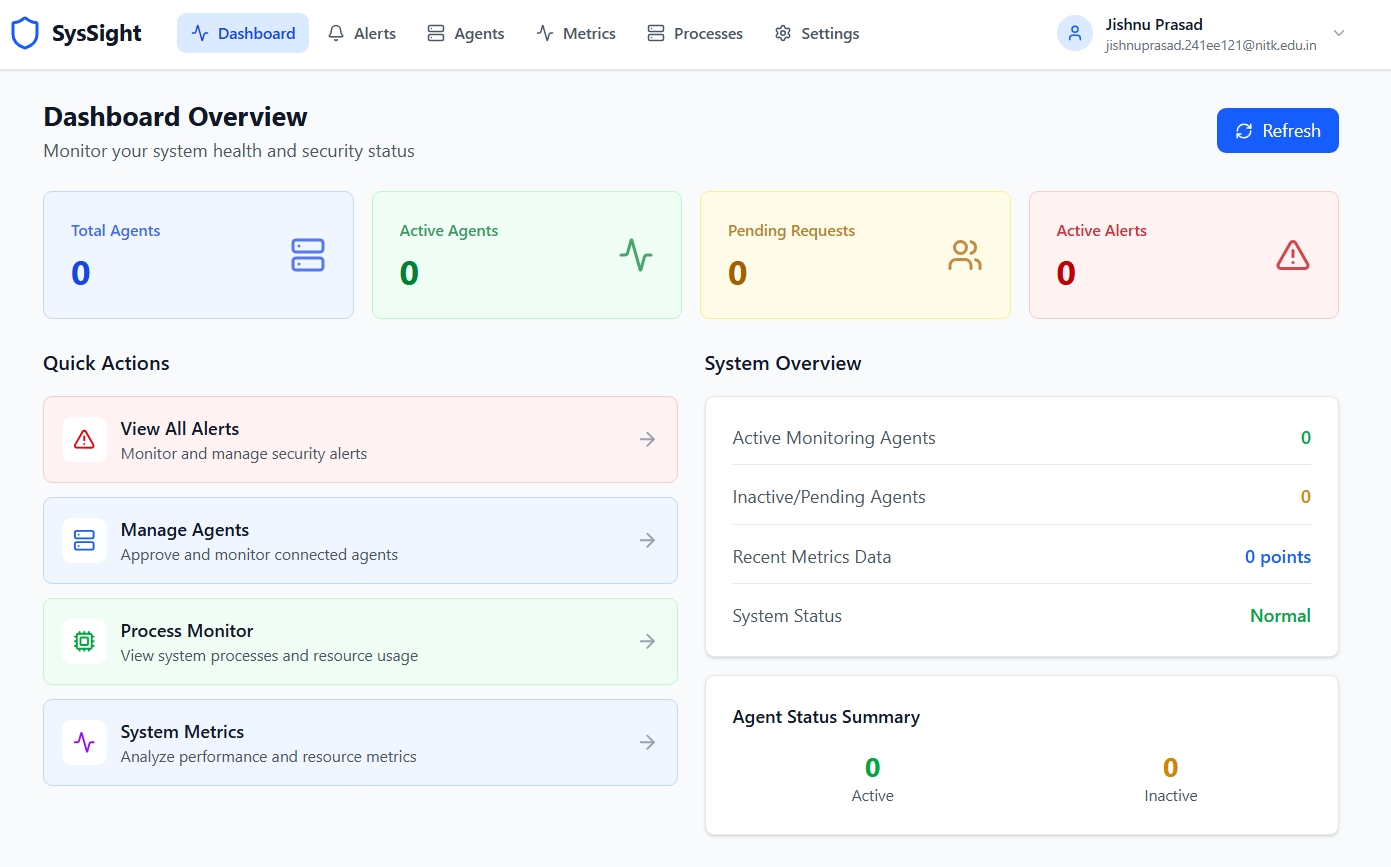 SysSight
Dashboard
Alerts
Agents
Metrics
Processes
Settings
Jishnu Prasad
jishnuprasad.241ee121@nitk.edu.in
Dashboard Overview
Monitor your system health and security status
Refresh
Total Agents
0
Active Agents
0
Pending Requests
0
Active Alerts
0
Quick Actions
View All Alerts
Monitor and manage security alerts
Manage Agents
Approve and monitor connected agents
Process Monitor
View system processes and resource usage
System Metrics
Analyze performance and resource metrics
System Overview
Active Monitoring Agents 0
Inactive/Pending Agents 0
Recent Metrics Data 0 points
System Status Normal
Agent Status Summary
0
Active
0
Inactive